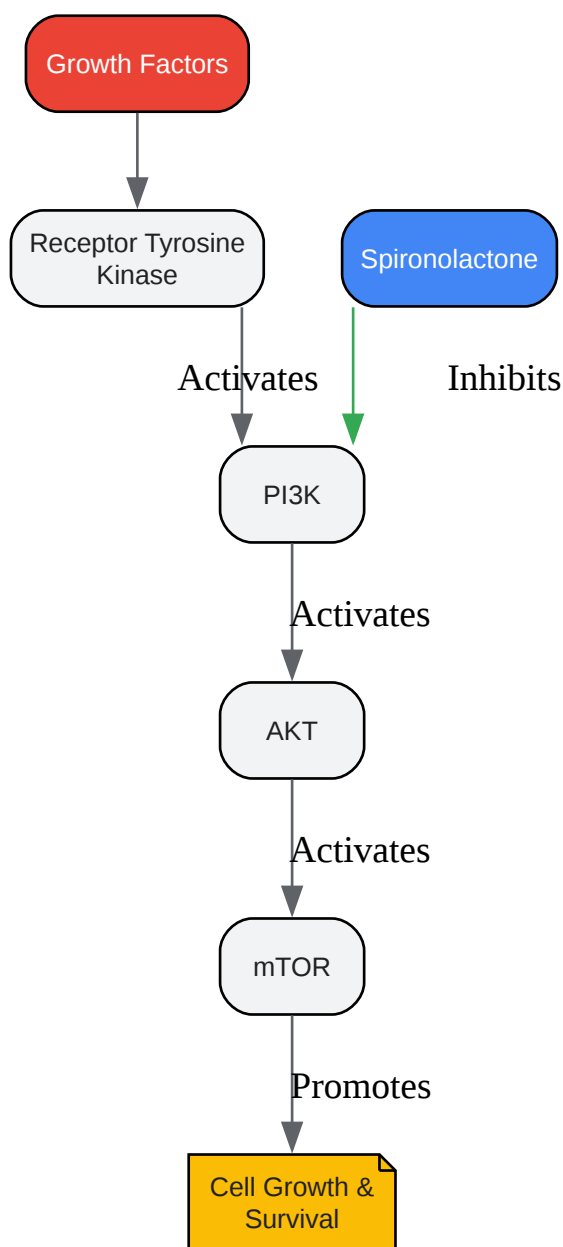 Growth Factors
Receptor Tyrosine
Kinase
Spironolactone
Activates
Inhibits
PI3K
Activates
AKT
Activates
mTOR
Promotes
Cell Growth &
Survival